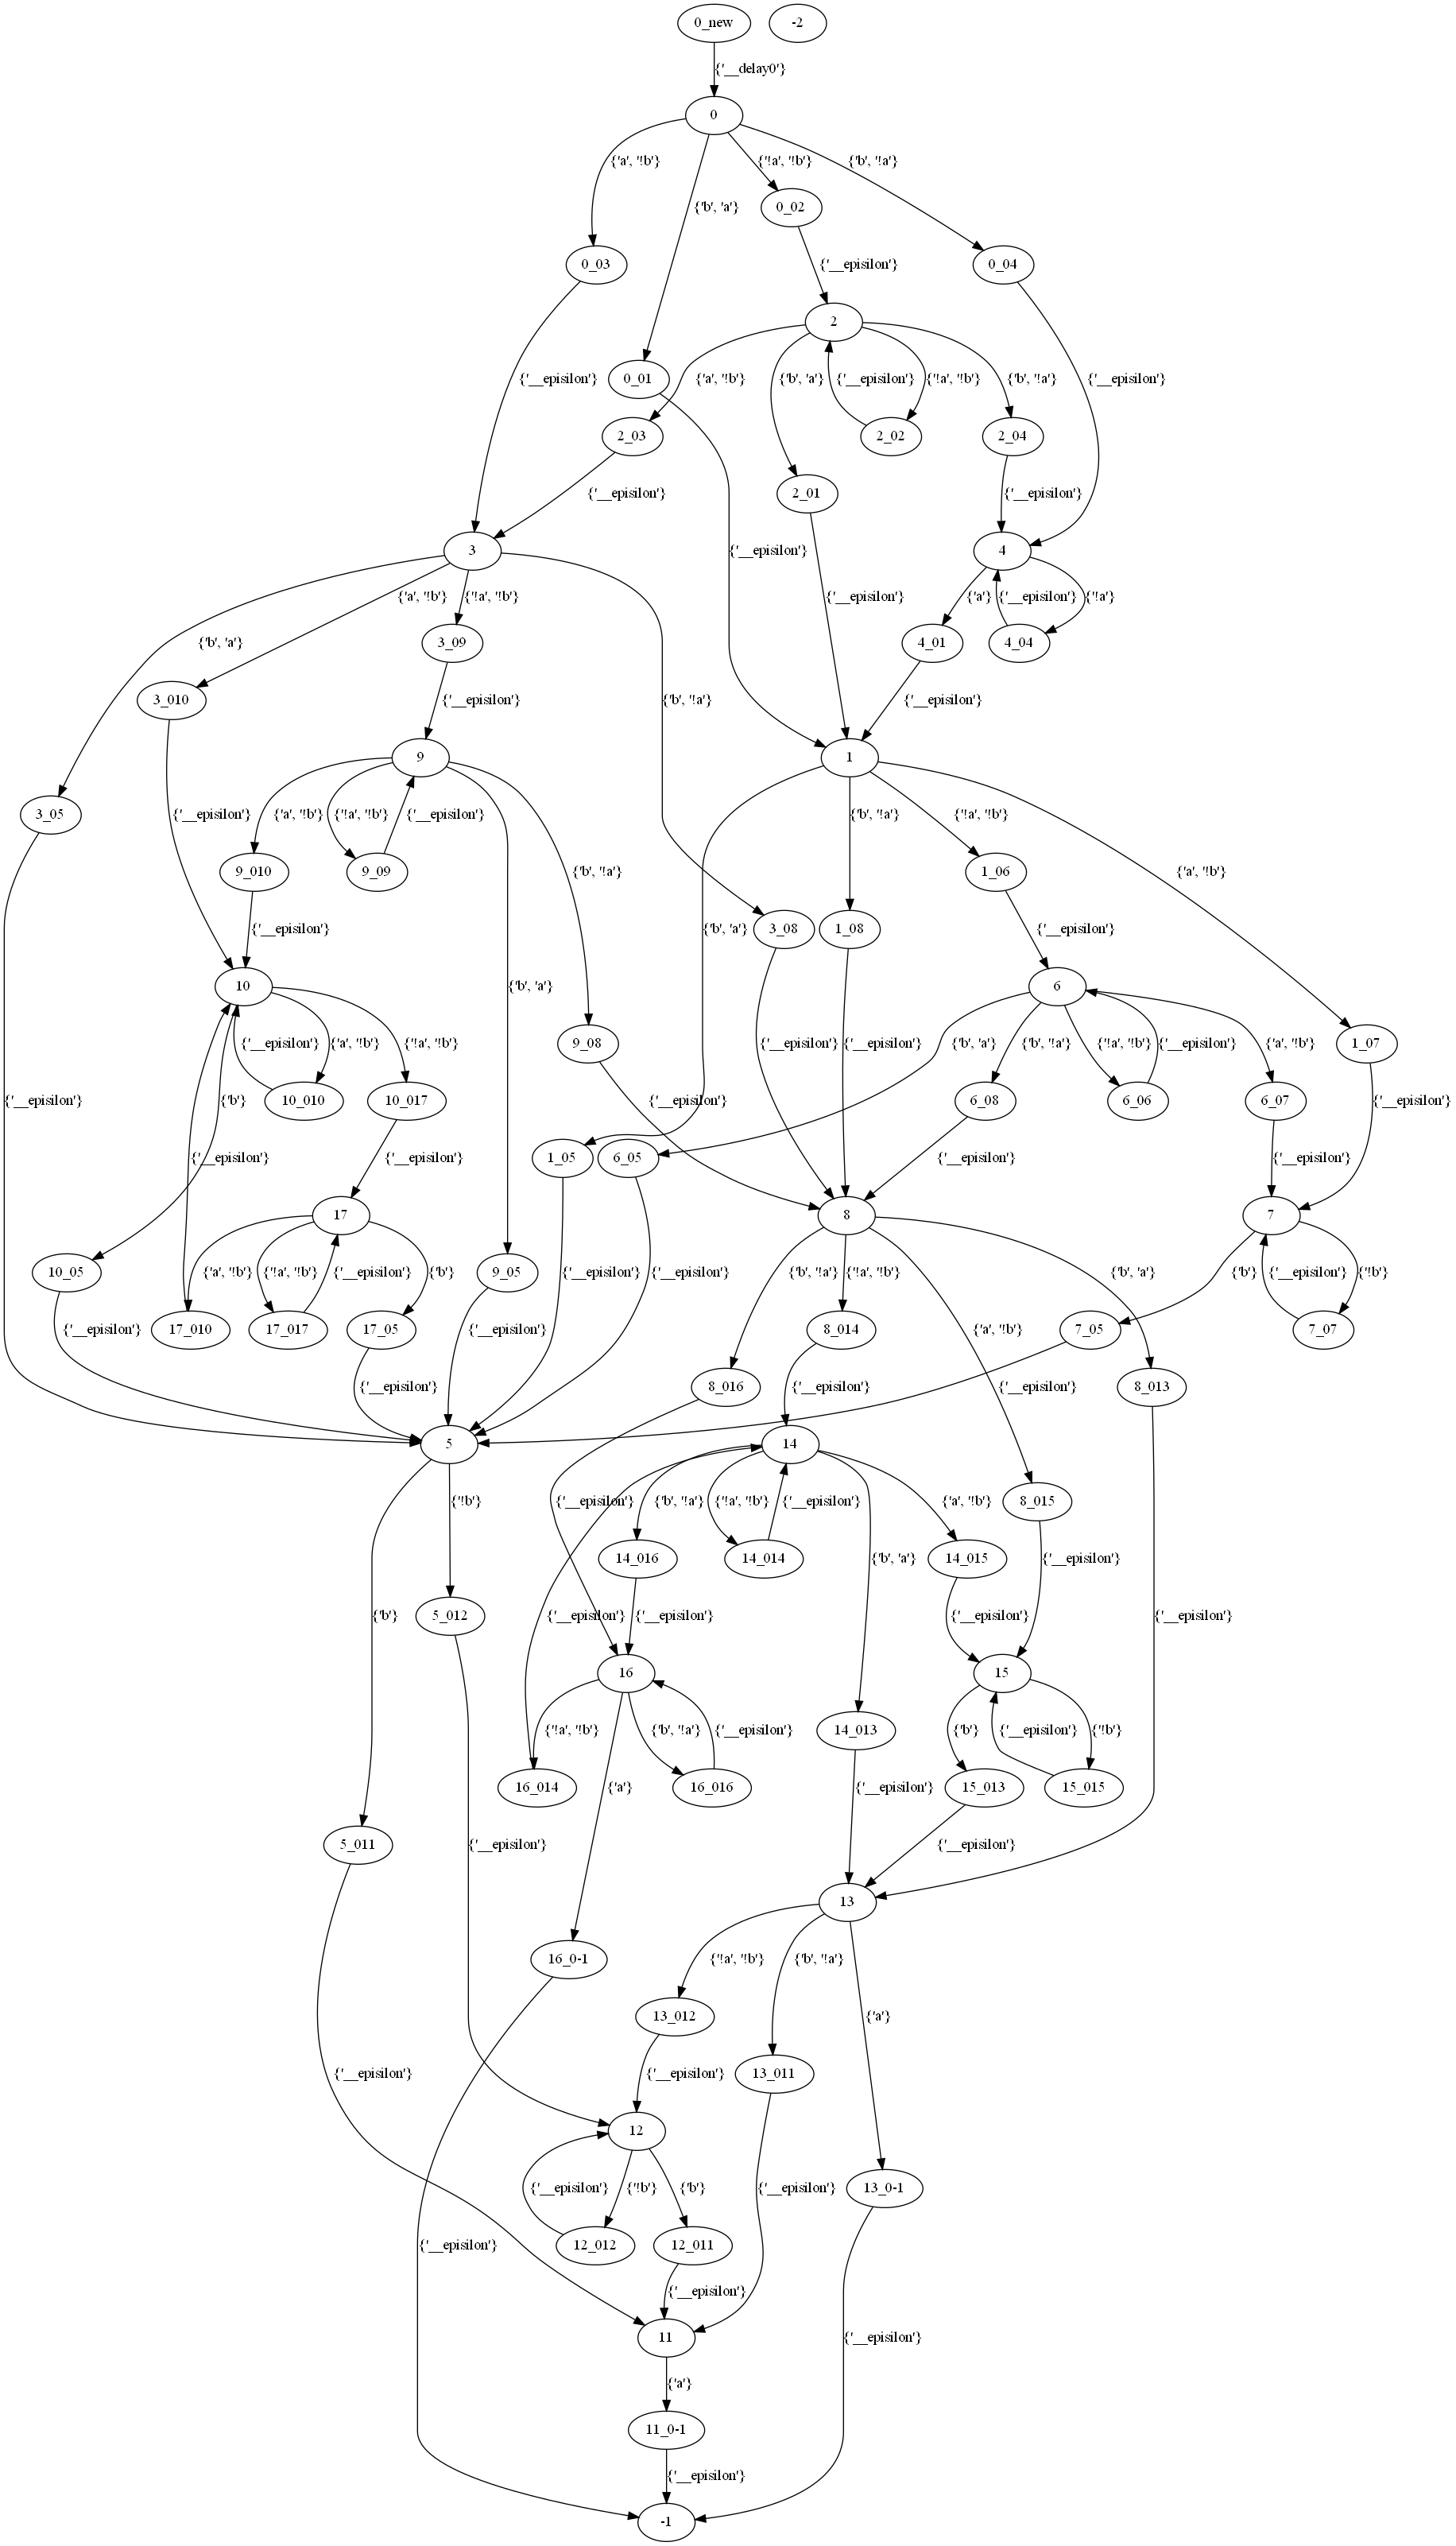 0_new -2
{'__delay0'}
0
{'a', '!b'} {'!a', '!b'} {'b', '!a'}
{'b', 'a'} 0_02
0_03 {'__episilon'} 0_04
2
{'__episilon'} 0_01 {'a', '!b'} {'b', 'a'} {'__episilon'} {'!a', '!b'} {'b', '!a'} {'__episilon'}
2_03 2_02 2_04
{'__episilon'} 2_01 {'__episilon'}
3 {'__episilon'} 4
{'a', '!b'} {'!a', '!b'} {'__episilon'} {'a'} {'__episilon'} {'!a'}
{'b', 'a'} 3_09 4_01 4_04
3_010 {'__episilon'} {'b', '!a'} {'__episilon'}
9 1
3_05 {'__episilon'} {'a', '!b'} {'!a', '!b'} {'__episilon'} {'b', '!a'} {'!a', '!b'}
9_010 9_09 {'b', '!a'} 1_06 {'a', '!b'}
{'__episilon'} {'b', 'a'} 3_08 1_08 {'__episilon'}
10 {'b', 'a'} 6
{'__episilon'} {'a', '!b'} {'!a', '!b'} 9_08 {'__episilon'} {'__episilon'} {'b', 'a'} {'b', '!a'} {'!a', '!b'} {'__episilon'} {'a', '!b'} 1_07
{'__episilon'} {'b'} 10_010 10_017 {'__episilon'} 6_08 6_06 6_07 {'__episilon'}
{'__episilon'} {'__episilon'} 1_05 6_05 {'__episilon'} {'__episilon'}
17 8 7
10_05 {'a', '!b'} {'!a', '!b'} {'__episilon'} {'b'} 9_05 {'__episilon'} {'__episilon'} {'b', '!a'} {'!a', '!b'} {'b', 'a'} {'b'} {'__episilon'} {'!b'}
{'__episilon'} 17_010 17_017 17_05 {'__episilon'} 8_014 {'a', '!b'} 7_05 7_07
{'__episilon'} 8_016 {'__episilon'} {'__episilon'} 8_013
5 14
{'!b'} {'__episilon'} {'b', '!a'} {'!a', '!b'} {'__episilon'} {'a', '!b'} 8_015
14_016 14_014 {'b', 'a'} 14_015 {'__episilon'}
{'b'} 5_012 {'__episilon'} {'__episilon'} {'__episilon'} {'__episilon'}
16 15
{'!a', '!b'} {'b', '!a'} {'__episilon'} 14_013 {'b'} {'__episilon'} {'!b'}
16_014 {'a'} 16_016 {'__episilon'} 15_013 15_015
5_011 {'__episilon'} {'__episilon'}
13
16_0-1 {'!a', '!b'} {'b', '!a'}
13_012 {'a'}
{'__episilon'} {'__episilon'} 13_011
12
{'__episilon'} {'!b'} {'b'} {'__episilon'} 13_0-1
{'__episilon'} 12_012 12_011
{'__episilon'}
11 {'__episilon'}
{'a'}
11_0-1
{'__episilon'}
-1